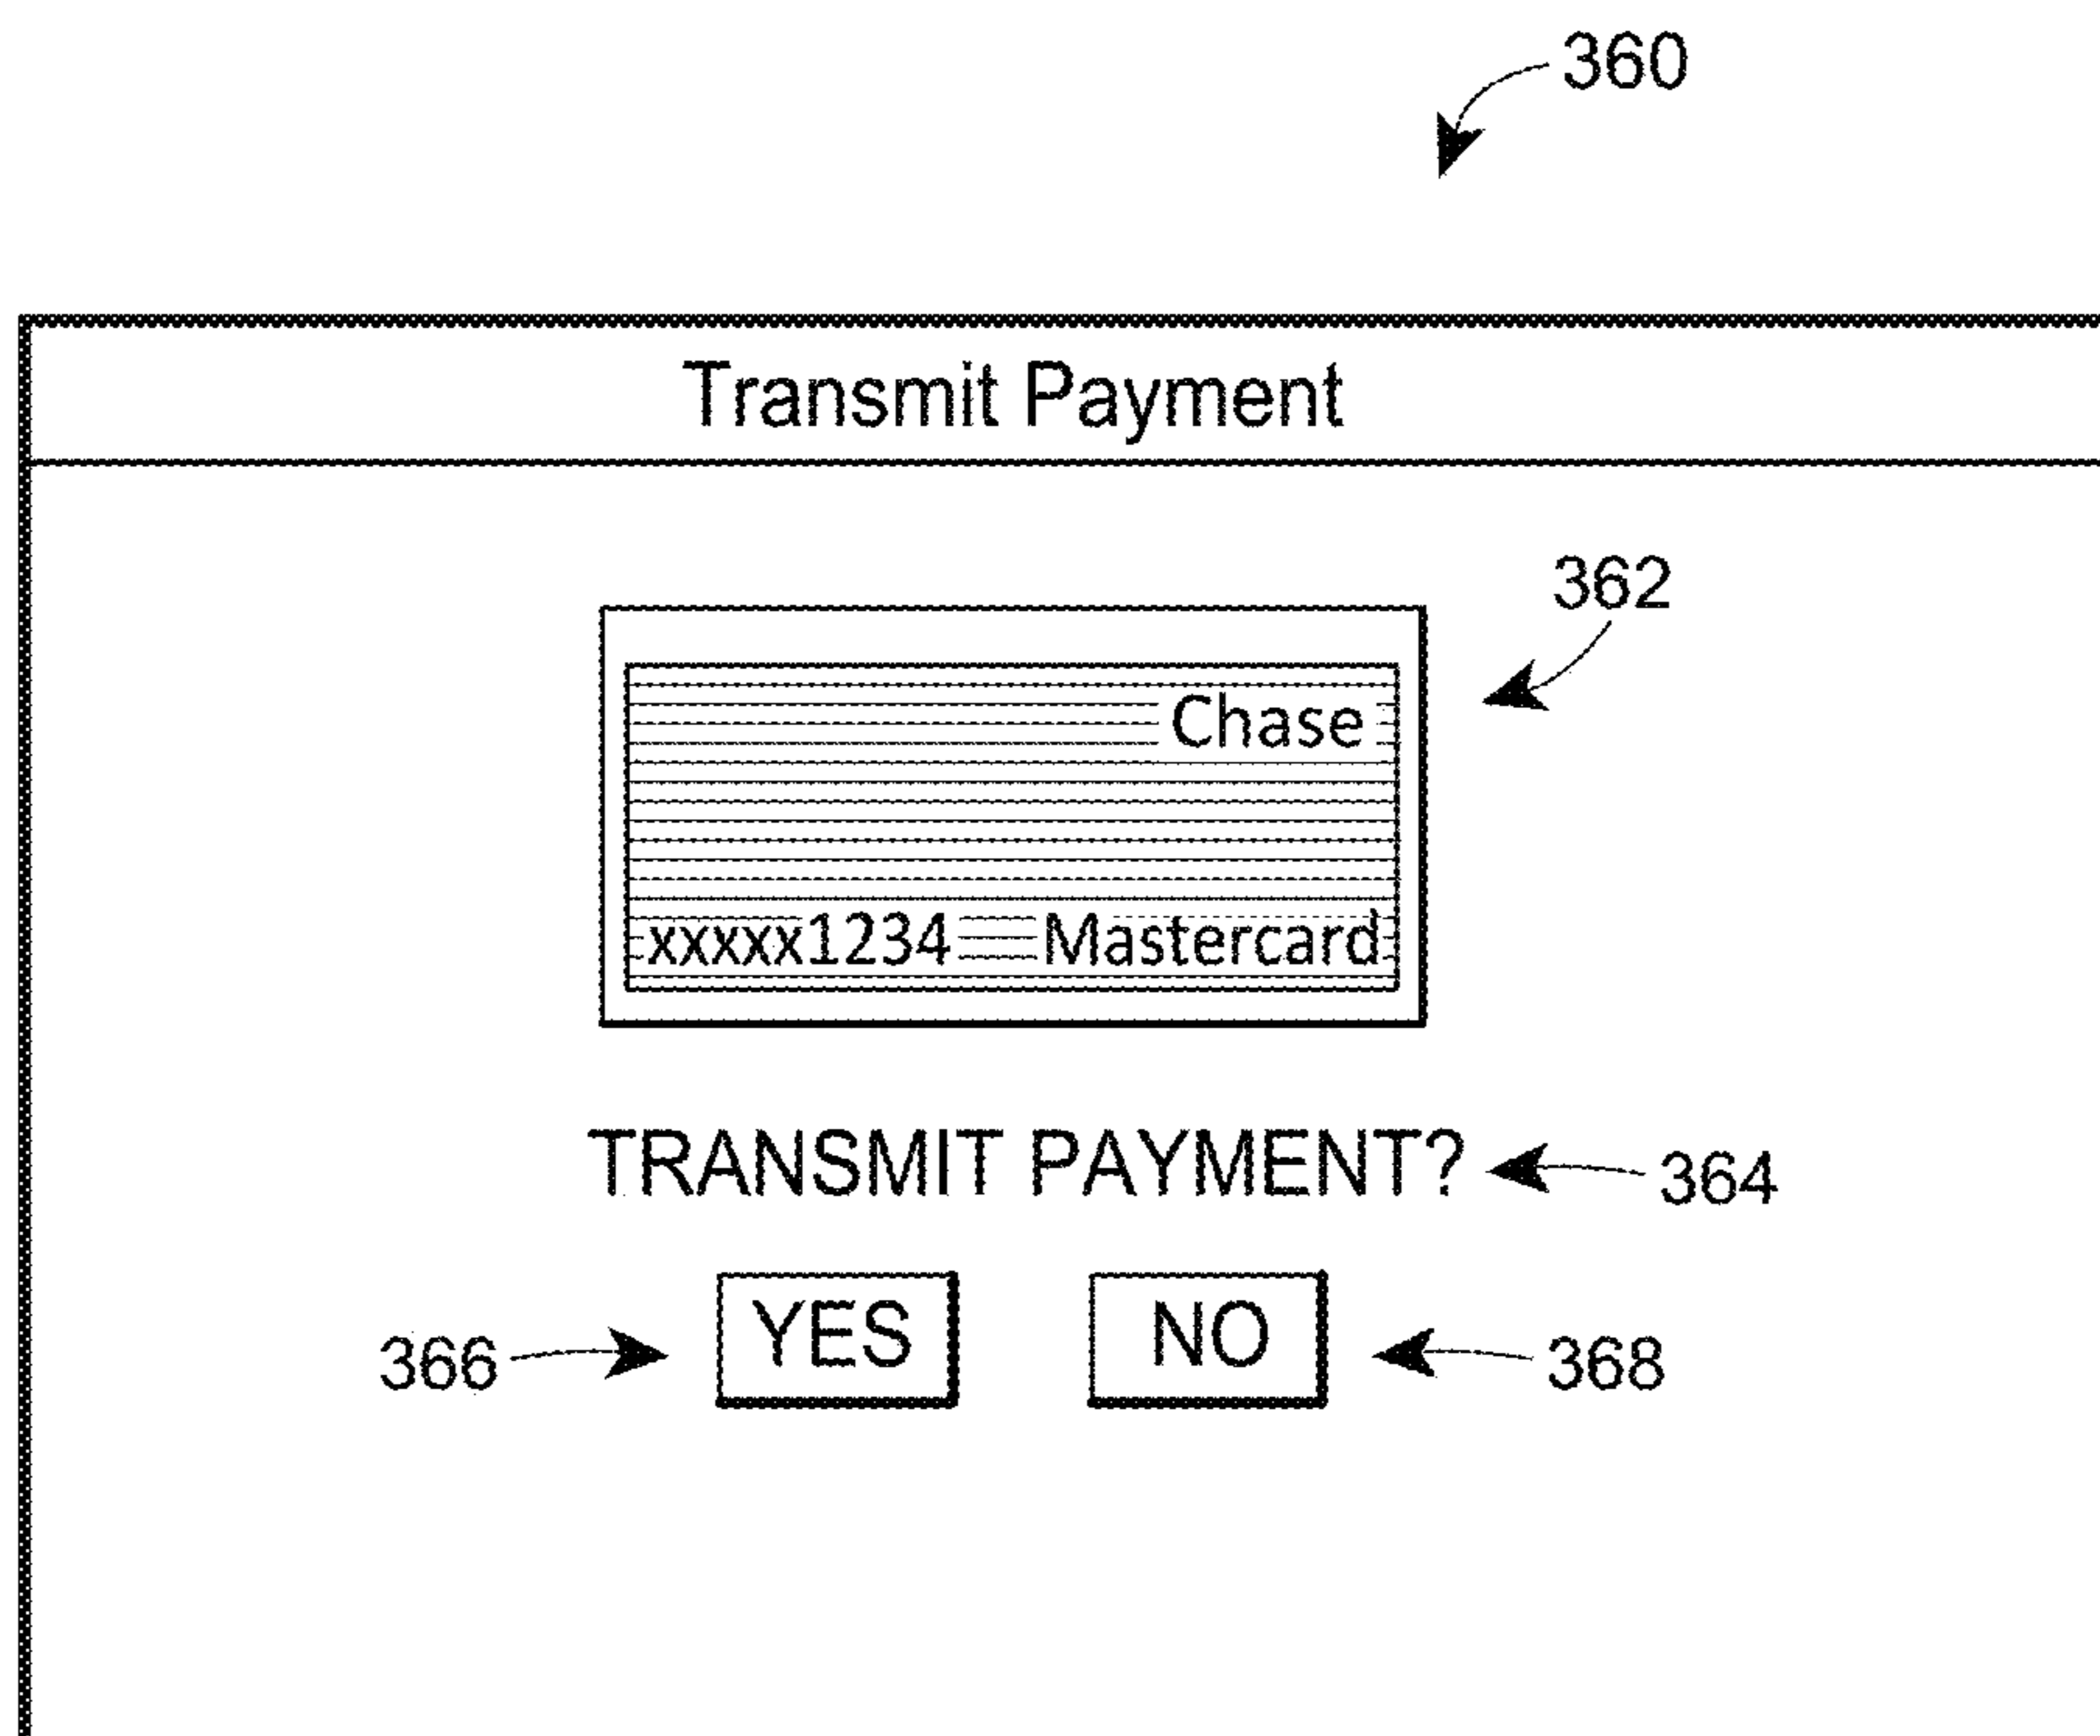 360
Transmit Payment
362
Chase
xxxxx1234 Mastercard
TRANSMIT PAYMENT?
364
366
YES
NO
368